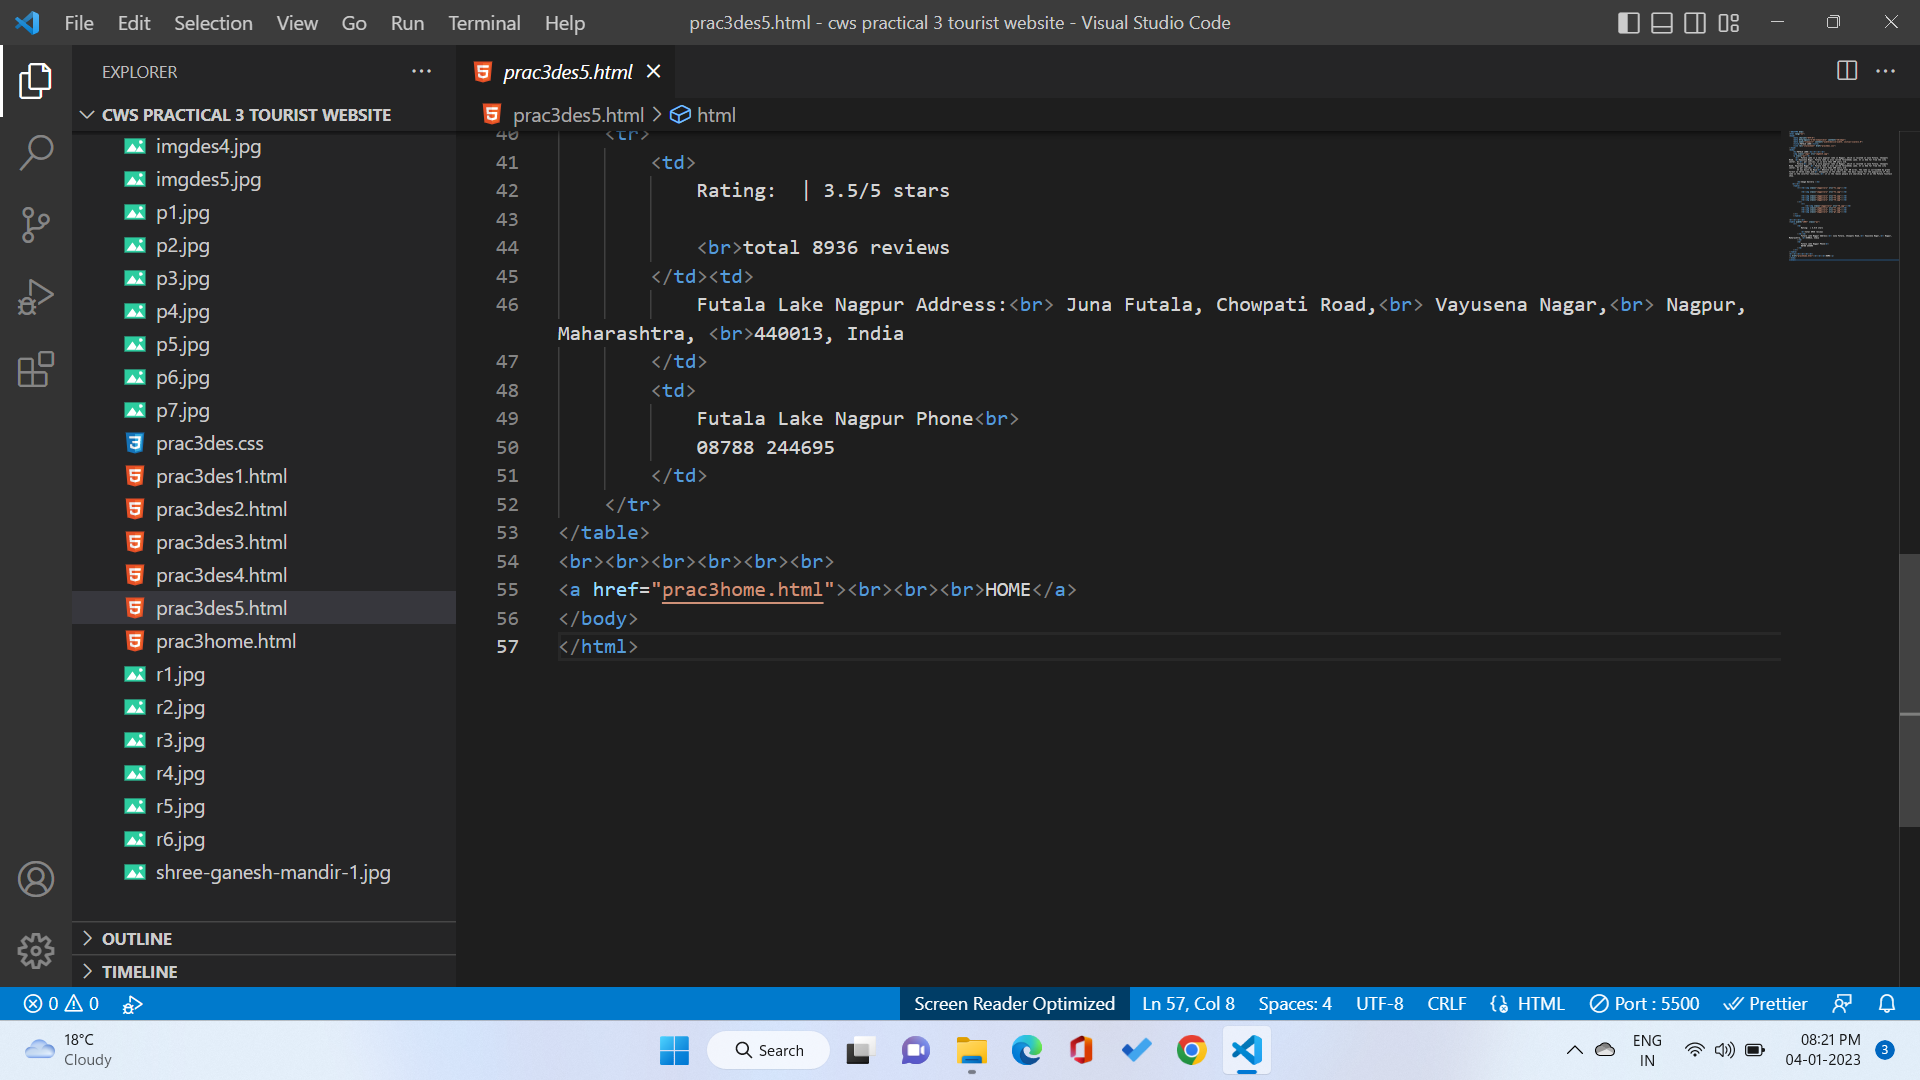 File Edit Selection View Go Run Terminal Help
prac3des5.html - cws practical 3 tourist website - Visual Studio Code
EXPLORER
CWS PRACTICAL 3 TOURIST WEBSITE
imgdes4.jpg
imgdes5.jpg
p1.jpg
p2.jpg
p3.jpg
p4.jpg
p5.jpg
p6.jpg
p7.jpg
prac3des.css
prac3des1.html
prac3des2.html
prac3des3.html
prac3des4.html
prac3des5.html
prac3home.html
r1.jpg
r2.jpg
r3.jpg
r4.jpg
r5.jpg
r6.jpg
shree-ganesh-mandir-1.jpg
OUTLINE
TIMELINE
prac3des5.html
prac3des5.html > html
40 <tr>
41 <td>
42 Rating: | 3.5/5 stars
43
44 <br>total 8936 reviews
45 </td><td>
46 Futala Lake Nagpur Address:<br> Juna Futala, Chowpati Road,<br> Vayusena Nagar,<br> Nagpur,
Maharashtra, <br>440013, India
47 </td>
48 <td>
49 Futala Lake Nagpur Phone<br>
50 08788 244695
51 </td>
52 </tr>
53 </table>
54 <br><br><br><br><br><br>
55 <a href="prac3home.html"><br><br><br>HOME</a>
56 </body>
57 </html>
0 0
Screen Reader Optimized Ln 57, Col 8 Spaces: 4 UTF-8 CRLF HTML Port : 5500 Prettier
18°C
Cloudy
Search
ENG
IN
08:21 PM
04-01-2023
3